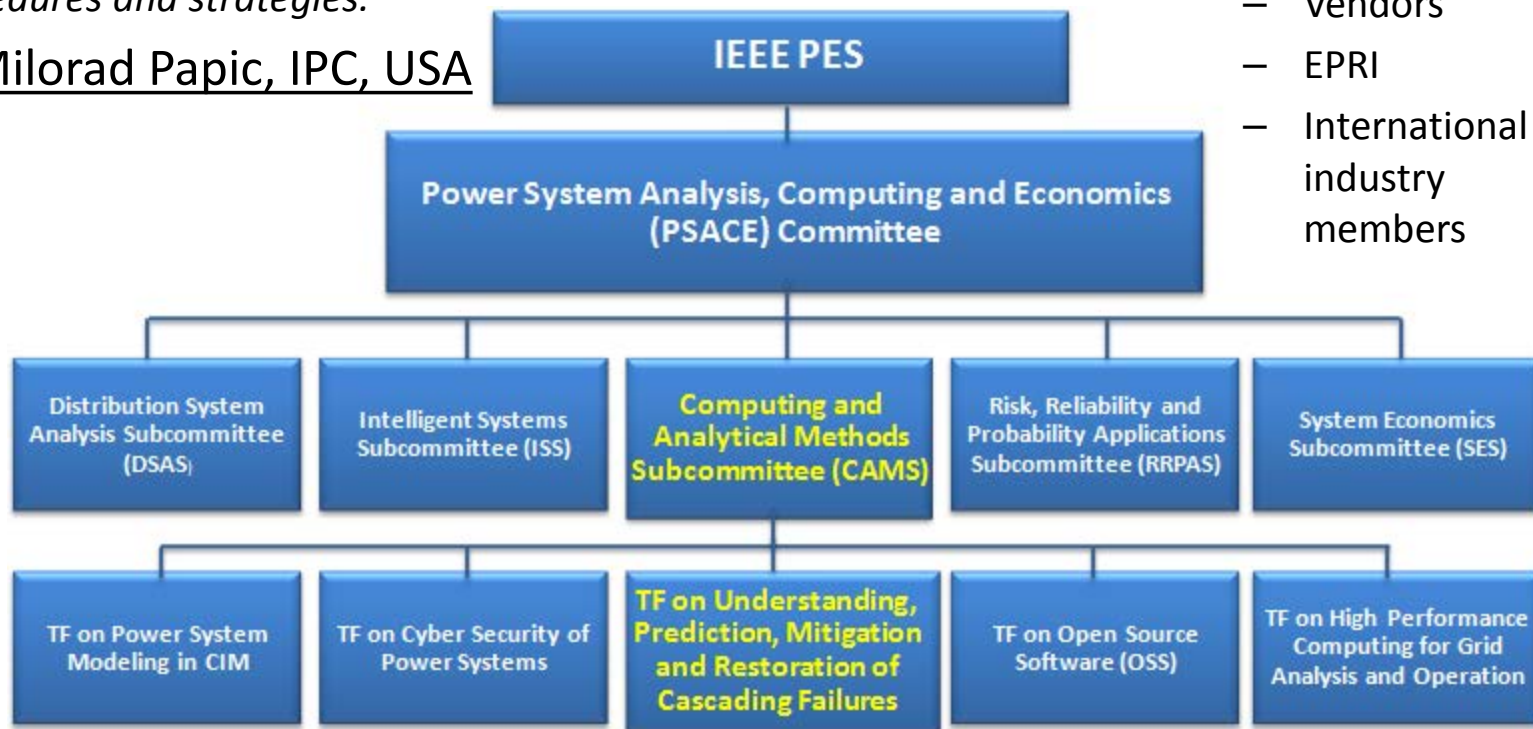 edures and strategies.
Milorad Papic, IPC, USA
– Vendors
– EPRI
– International
industry
members
IEEE PES
Power System Analysis, Computing and Economics
(PSACE) Committee
Distribution System
Analysis Subcommittee
(DSAS)
Intelligent Systems
Subcommittee (ISS)
Computing and
Analytical Methods
Subcommittee (CAMS)
Risk, Reliability and
Probability Applications
Subcommittee (RRPAS)
System Economics
Subcommittee (SES)
TF on Power System
Modeling in CIM
TF on Cyber Security of
Power Systems
TF on Understanding,
Prediction, Mitigation
and Restoration of
Cascading Failures
TF on Open Source
Software (OSS)
TF on High Performance
Computing for Grid
Analysis and Operation